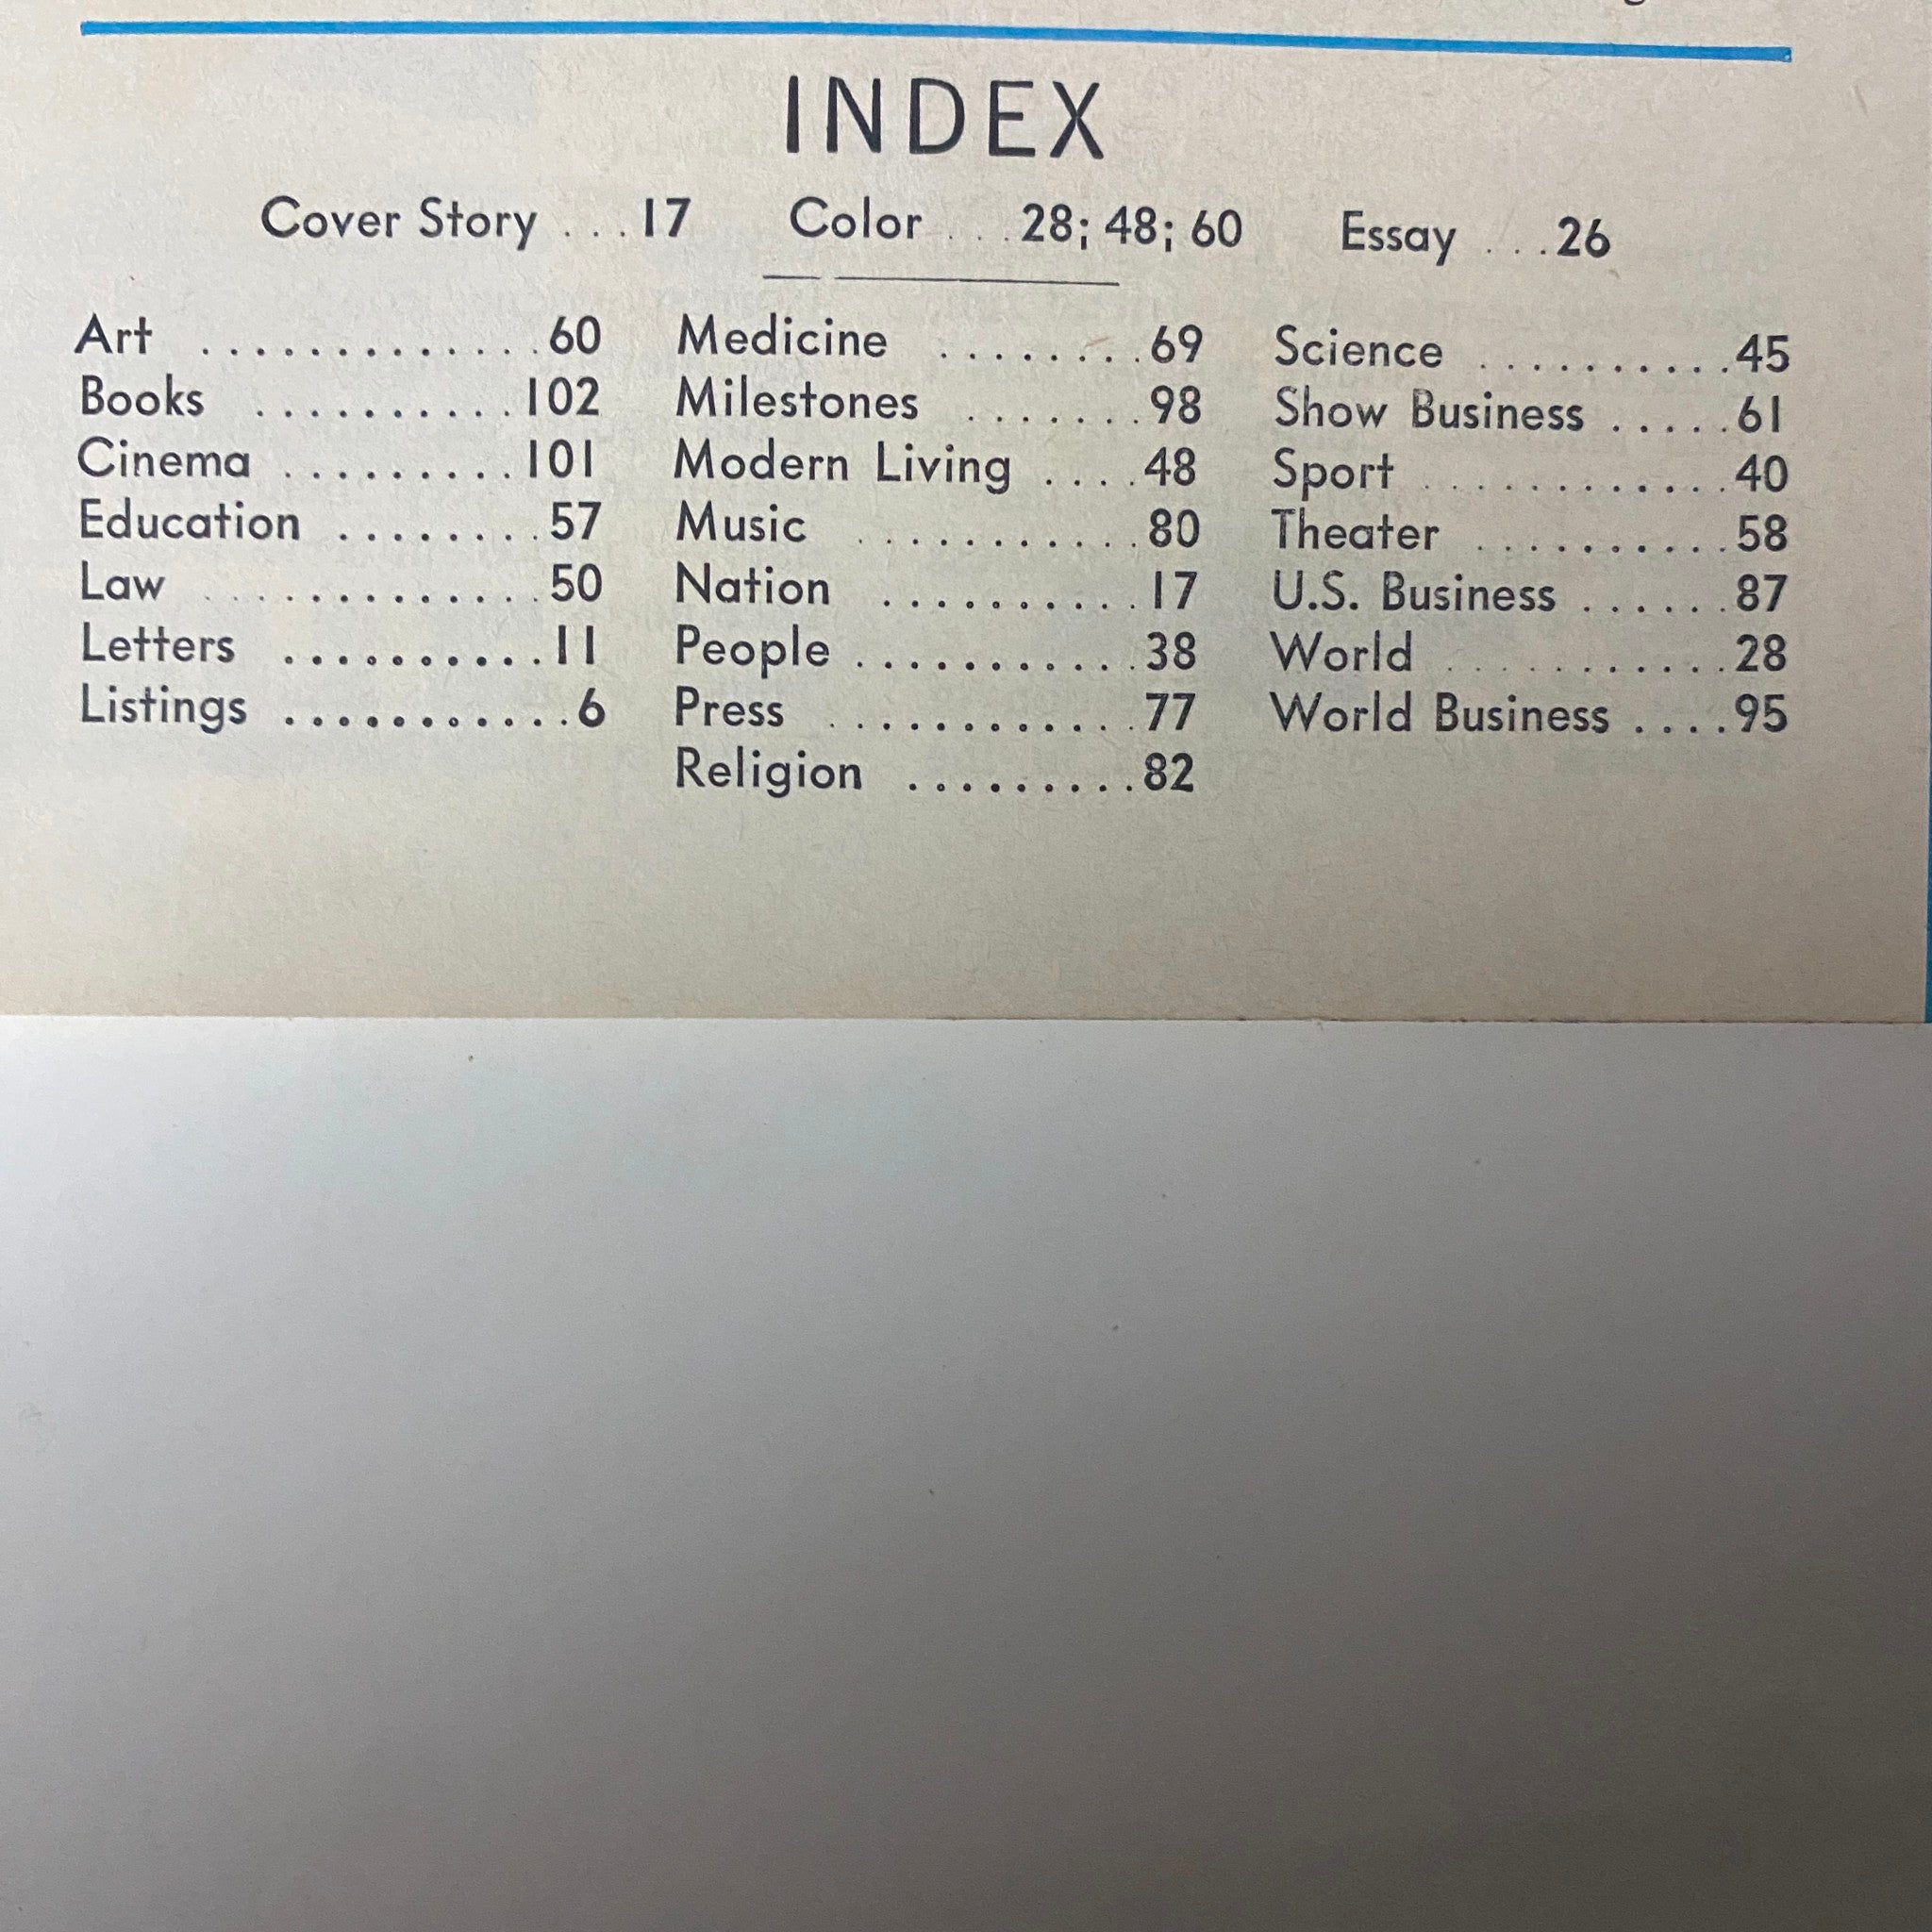 INDEX
Cover Story ...17 Color ...28; 48; 60 Essay ...26
Art .............60
Books ..........102
Cinema .........101
Education ........57
Law .............50
Letters ..........11
Listings ...........6
Medicine ........69
Milestones .......98
Modern Living ....48
Music ...........80
Nation ..........17
People ...........38
Press ............77
Religion .........82
Science ..........45
Show Business .....61
Sport ............40
Theater ..........58
U.S. Business ......87
World ...........28
World Business ....95